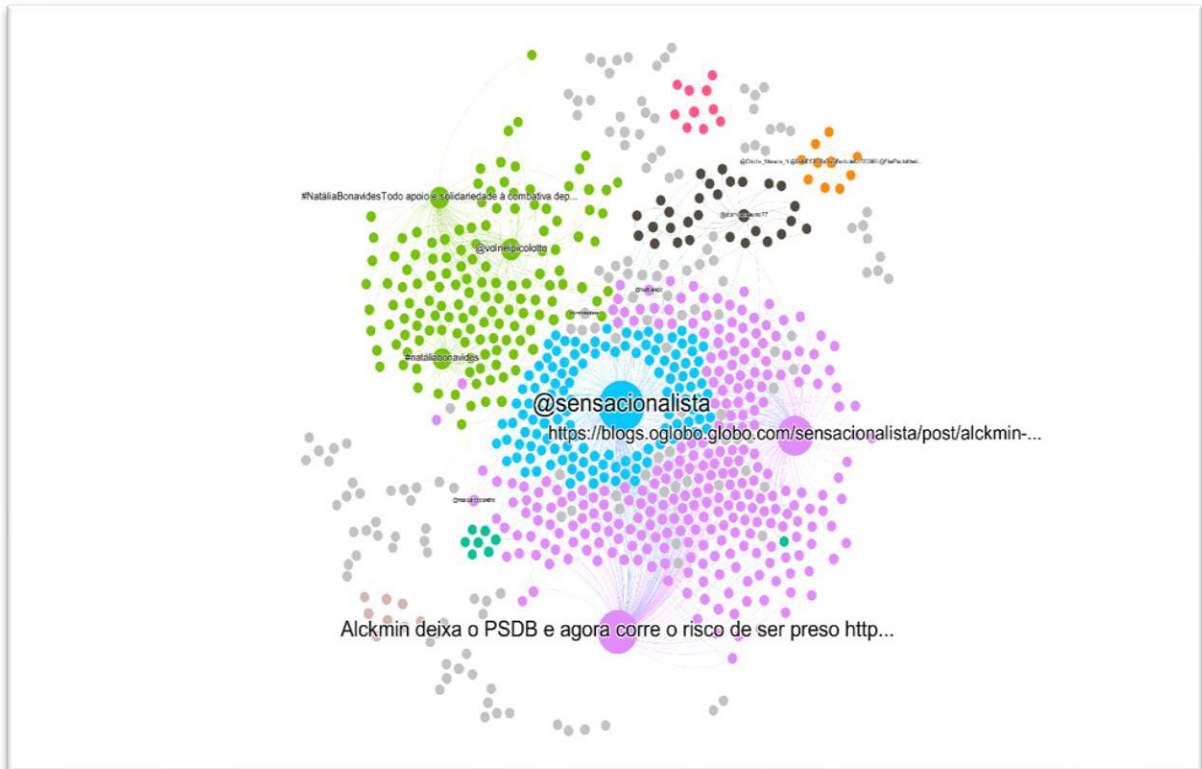 #NatáliaBonavidesTodo apoio e solidariedade à combativa dep...
@volneipicolotto
#natáliabonavides
@sensacionalista
https://blogs.oglobo.globo.com/sensacionalista/post/alckmin-...
Alckmin deixa o PSDB e agora corre o risco de ser preso http...